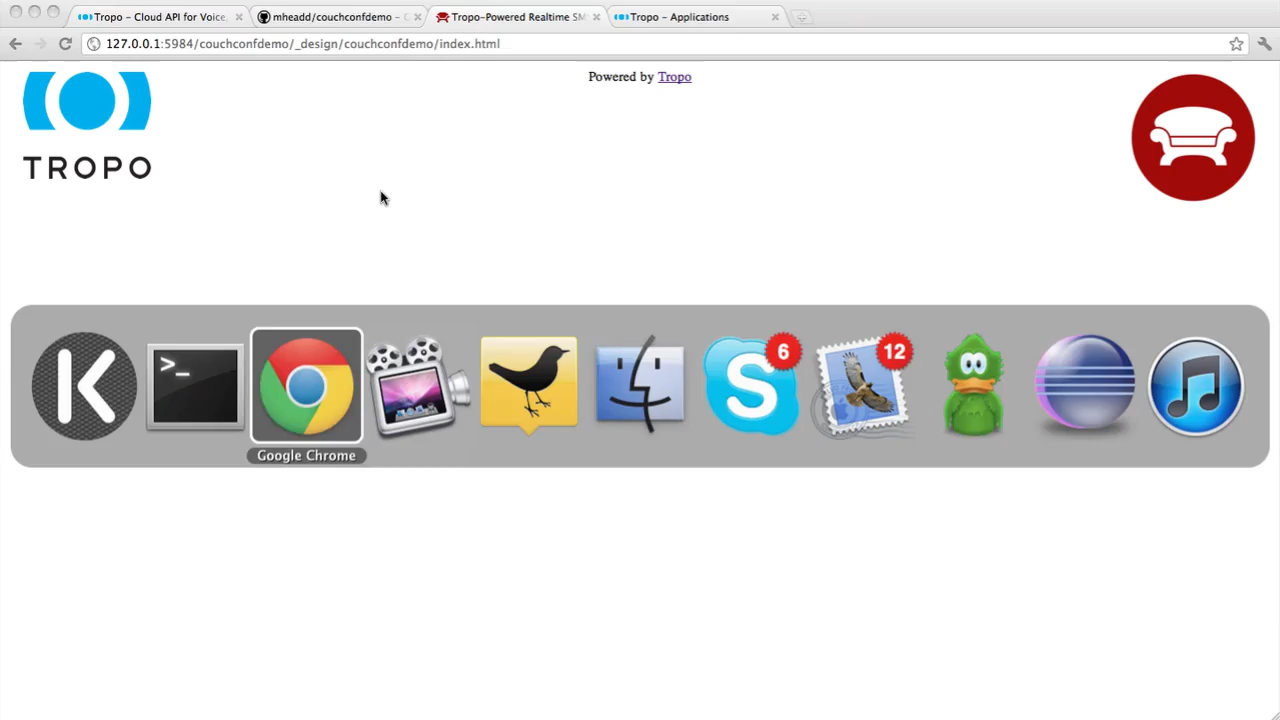 Tropo - Cloud API for Voice,
mheadd/couchconfdemo -
Tropo-Powered Realtime SM
Tropo - Applications
127.0.0.1:5984/couchconfdemo/_design/couchconfdemo/index.html
Powered by Tropo
TROPO
K
>_
S
6
12
Google Chrome